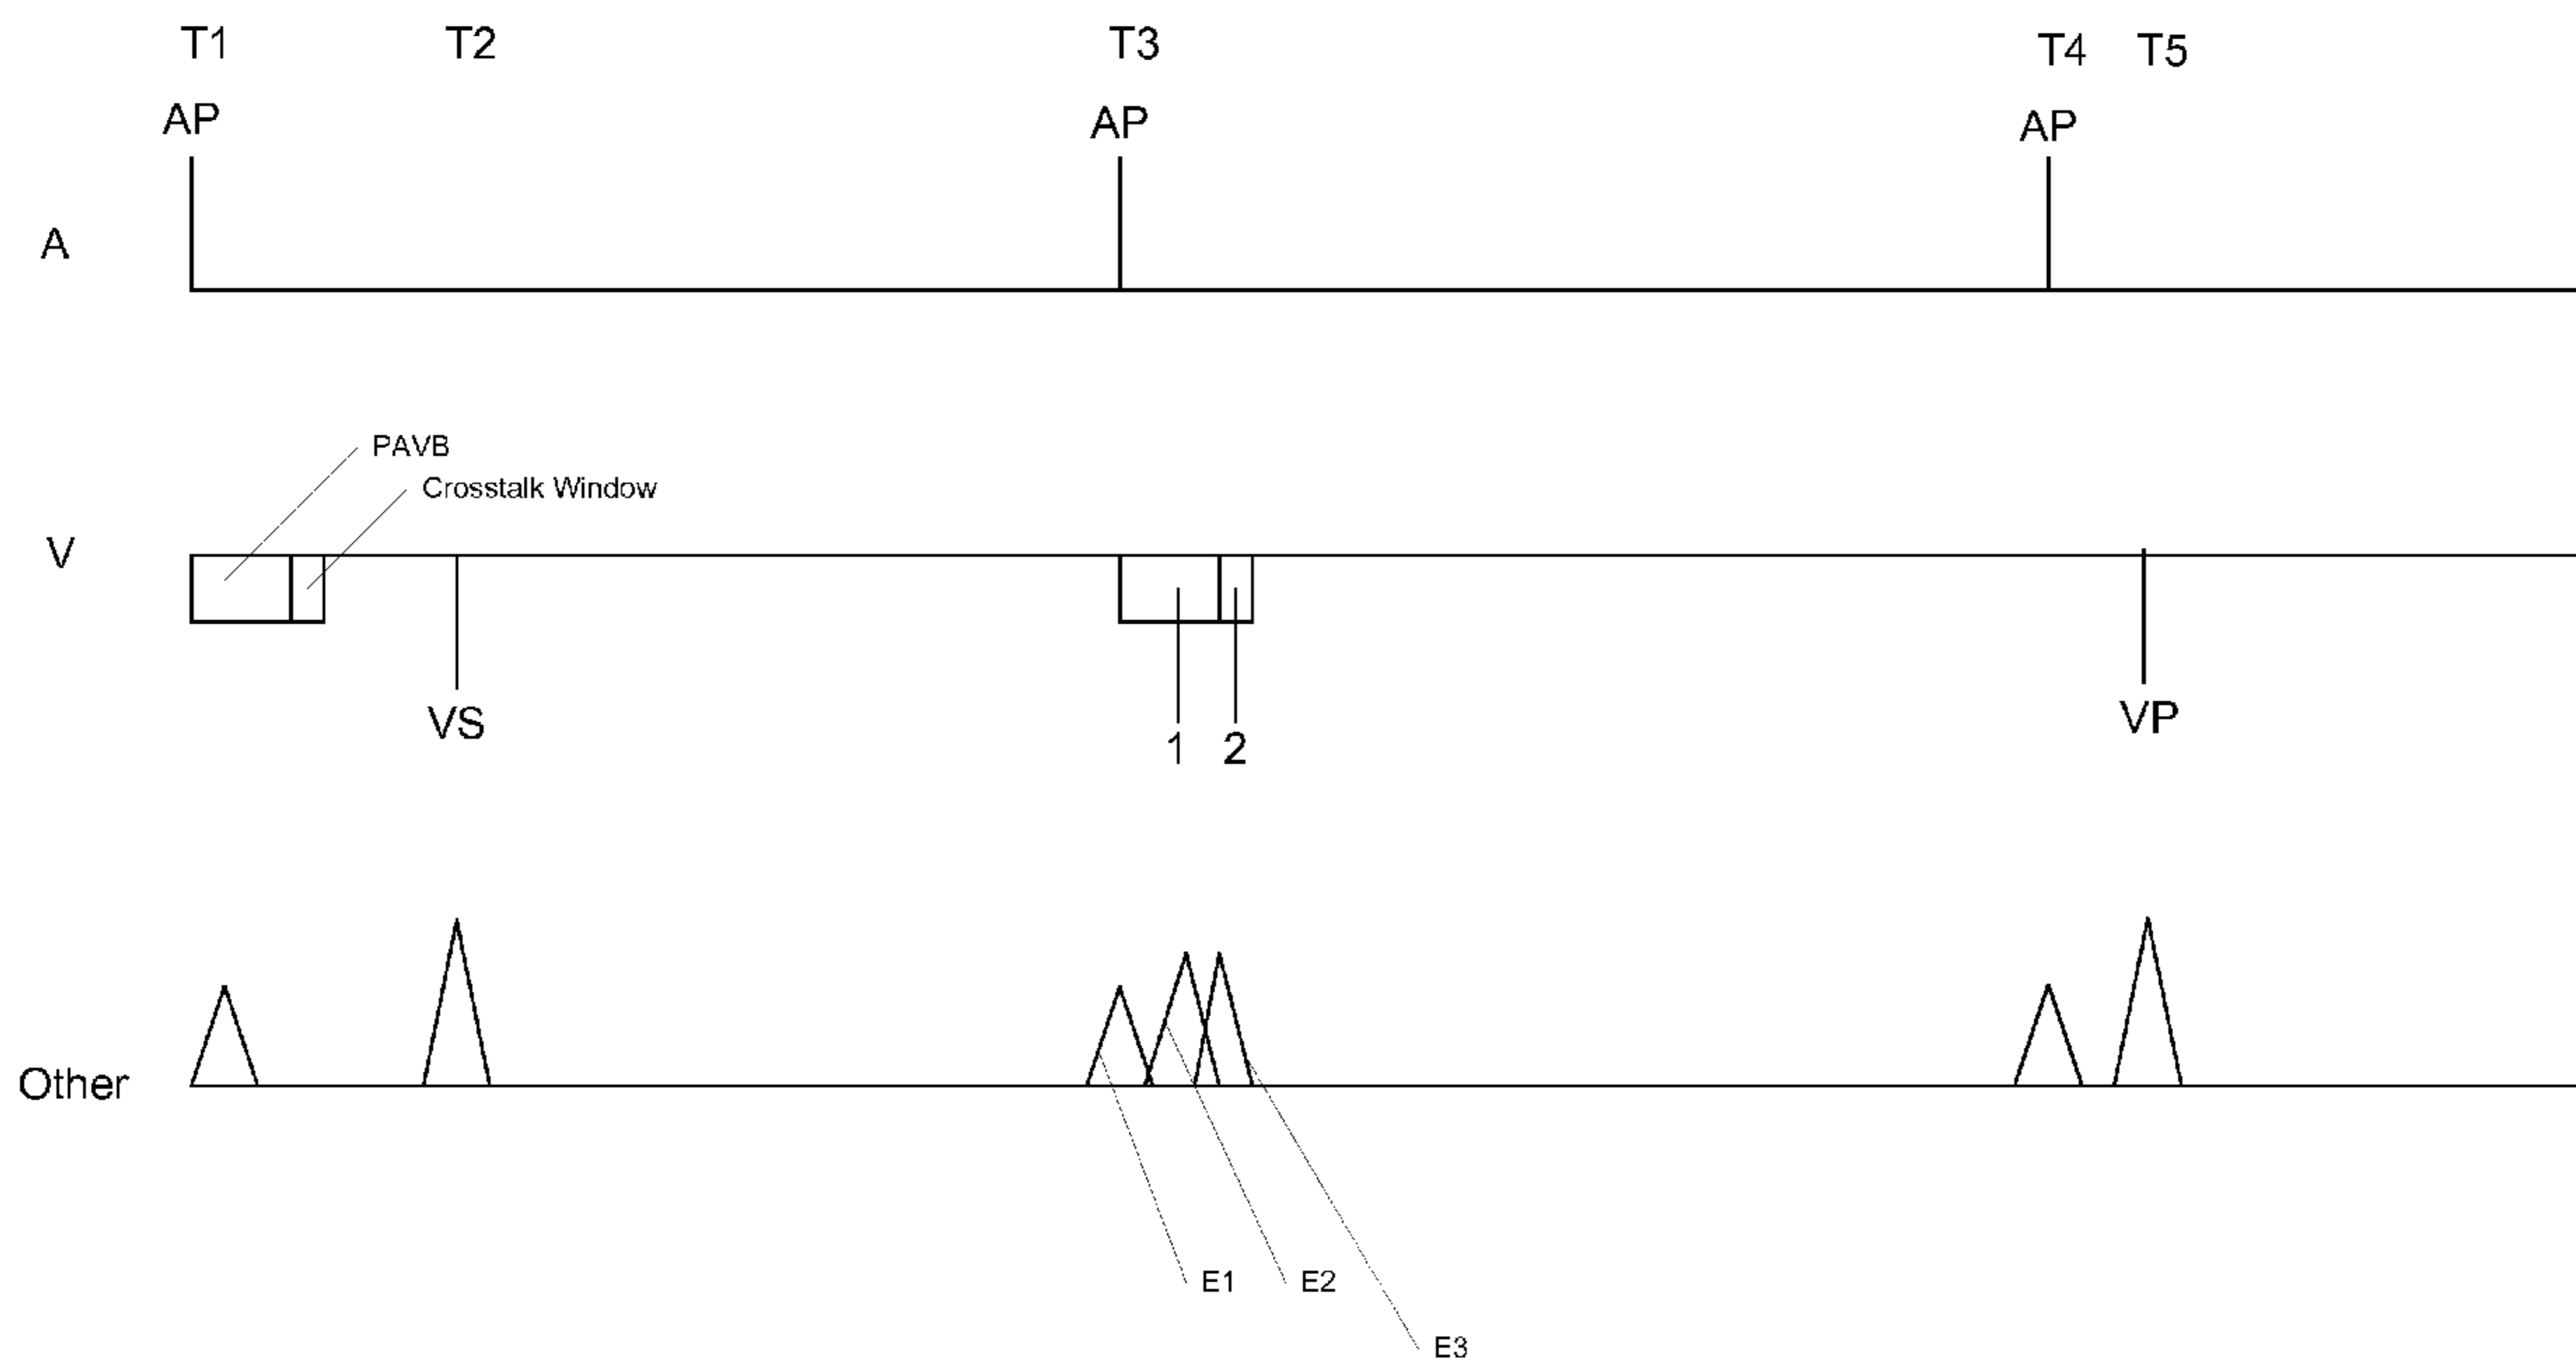 T1 T2 T3 T4 T5
AP AP AP
A
PAVB
Crosstalk Window
V
VS 1 2 VP
Other
E1 E2
E3